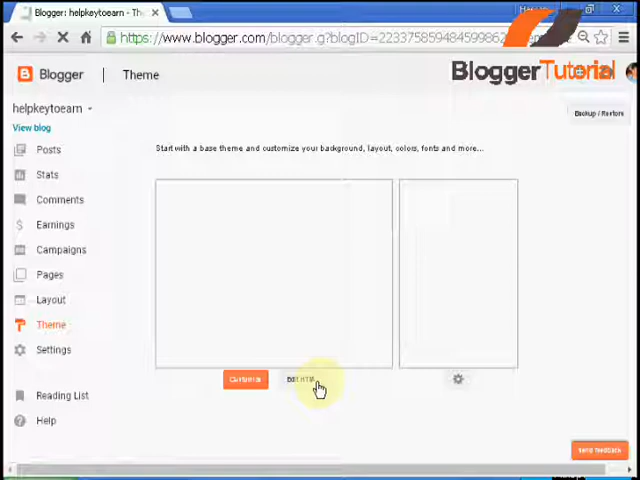 Blogger: helpkeytoearn -
https://www.blogger.com/blogger.g?blogID=22337585948459986
BloggerTutorial
Blogger
Theme
helpkeytoearn
View blog
Backup / Restore
Posts
Start with a base theme and customize your background, layout, colors, fonts and more...
Stats
Comments
Earnings
Campaigns
Pages
Layout
Theme
Settings
Customize
Edit HTML
Reading List
Help
Send feedback